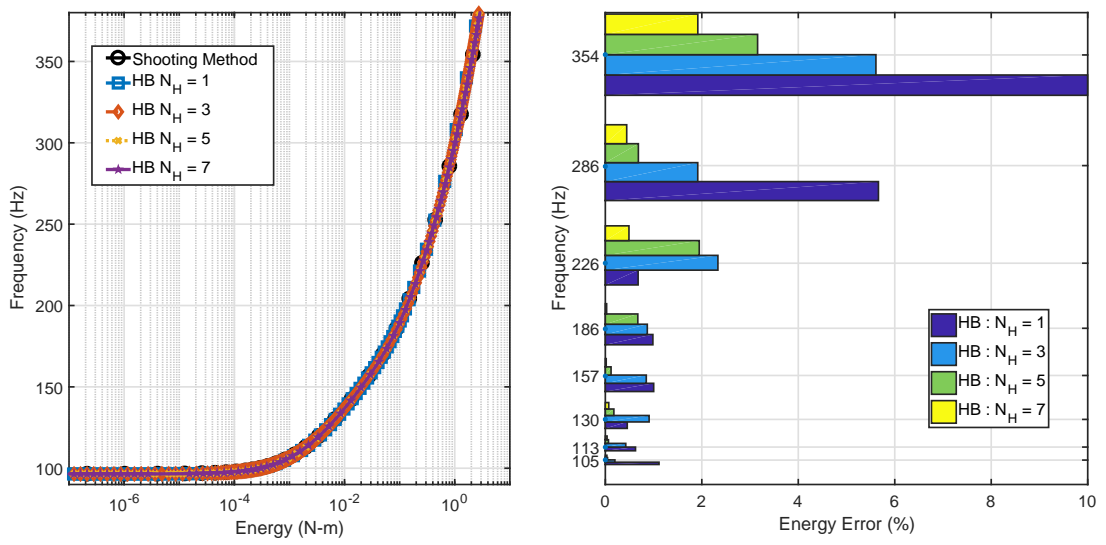 Frequency (Hz)
350
300
250
200
150
100
Shooting Method
HB N_H = 1
HB N_H = 3
HB N_H = 5
HB N_H = 7
10^-6
10^-4
10^-2
10^0
Energy (N-m)
Frequency (Hz)
354
286
226
186
157
130
113
105
HB : N_H = 1
HB : N_H = 3
HB : N_H = 5
HB : N_H = 7
0
2
4
6
8
10
Energy Error (%)